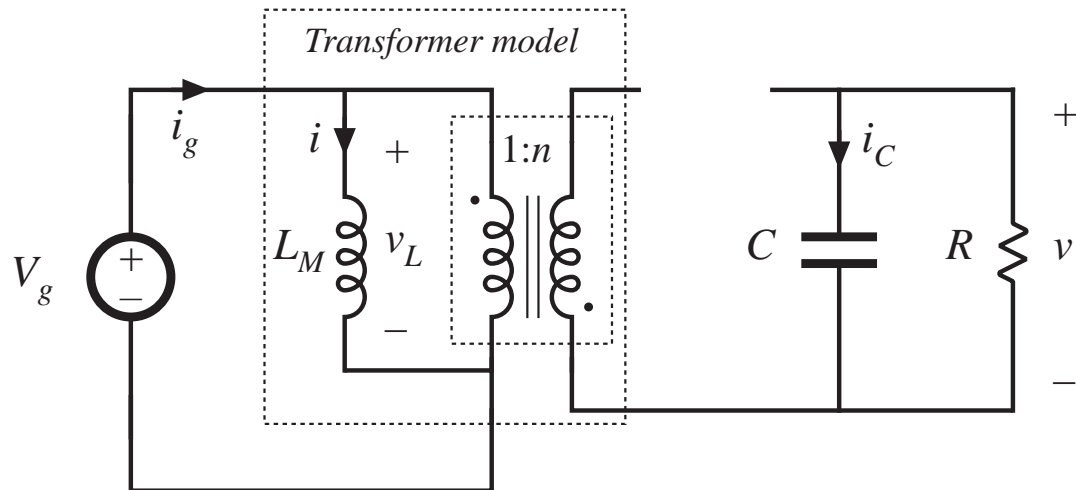 Transformer model
i_g
i
+
1:n
i_C
+
V_g
+
−
L_M
v_L
C
R
v
−
−